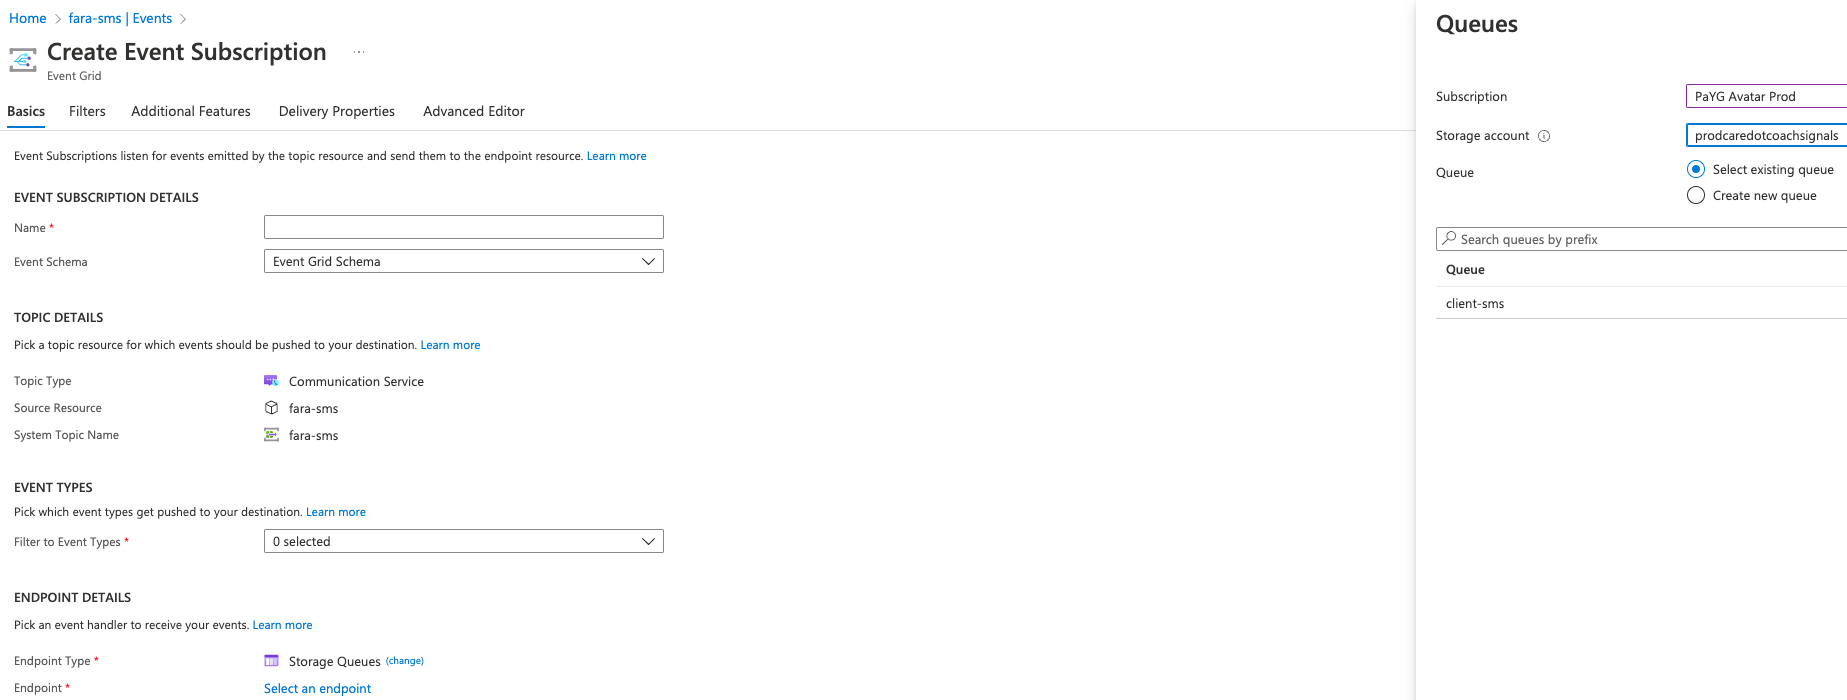 Home > fara-sms | Events >
Create Event Subscription ...
Event Grid
Basics Filters Additional Features Delivery Properties Advanced Editor
Event Subscriptions listen for events emitted by the topic resource and send them to the endpoint resource. Learn more
EVENT SUBSCRIPTION DETAILS
Name *
Event Schema Event Grid Schema
TOPIC DETAILS
Pick a topic resource for which events should be pushed to your destination. Learn more
Topic Type Communication Service
Source Resource fara-sms
System Topic Name fara-sms
EVENT TYPES
Pick which event types get pushed to your destination. Learn more
Filter to Event Types * 0 selected
ENDPOINT DETAILS
Pick an event handler to receive your events. Learn more
Endpoint Type * Storage Queues (change)
Endpoint * Select an endpoint
Queues
Subscription PaYG Avatar Prod
Storage account prodcaredotcoachsignals
Queue Select existing queue
Create new queue
Search queues by prefix
Queue
client-sms